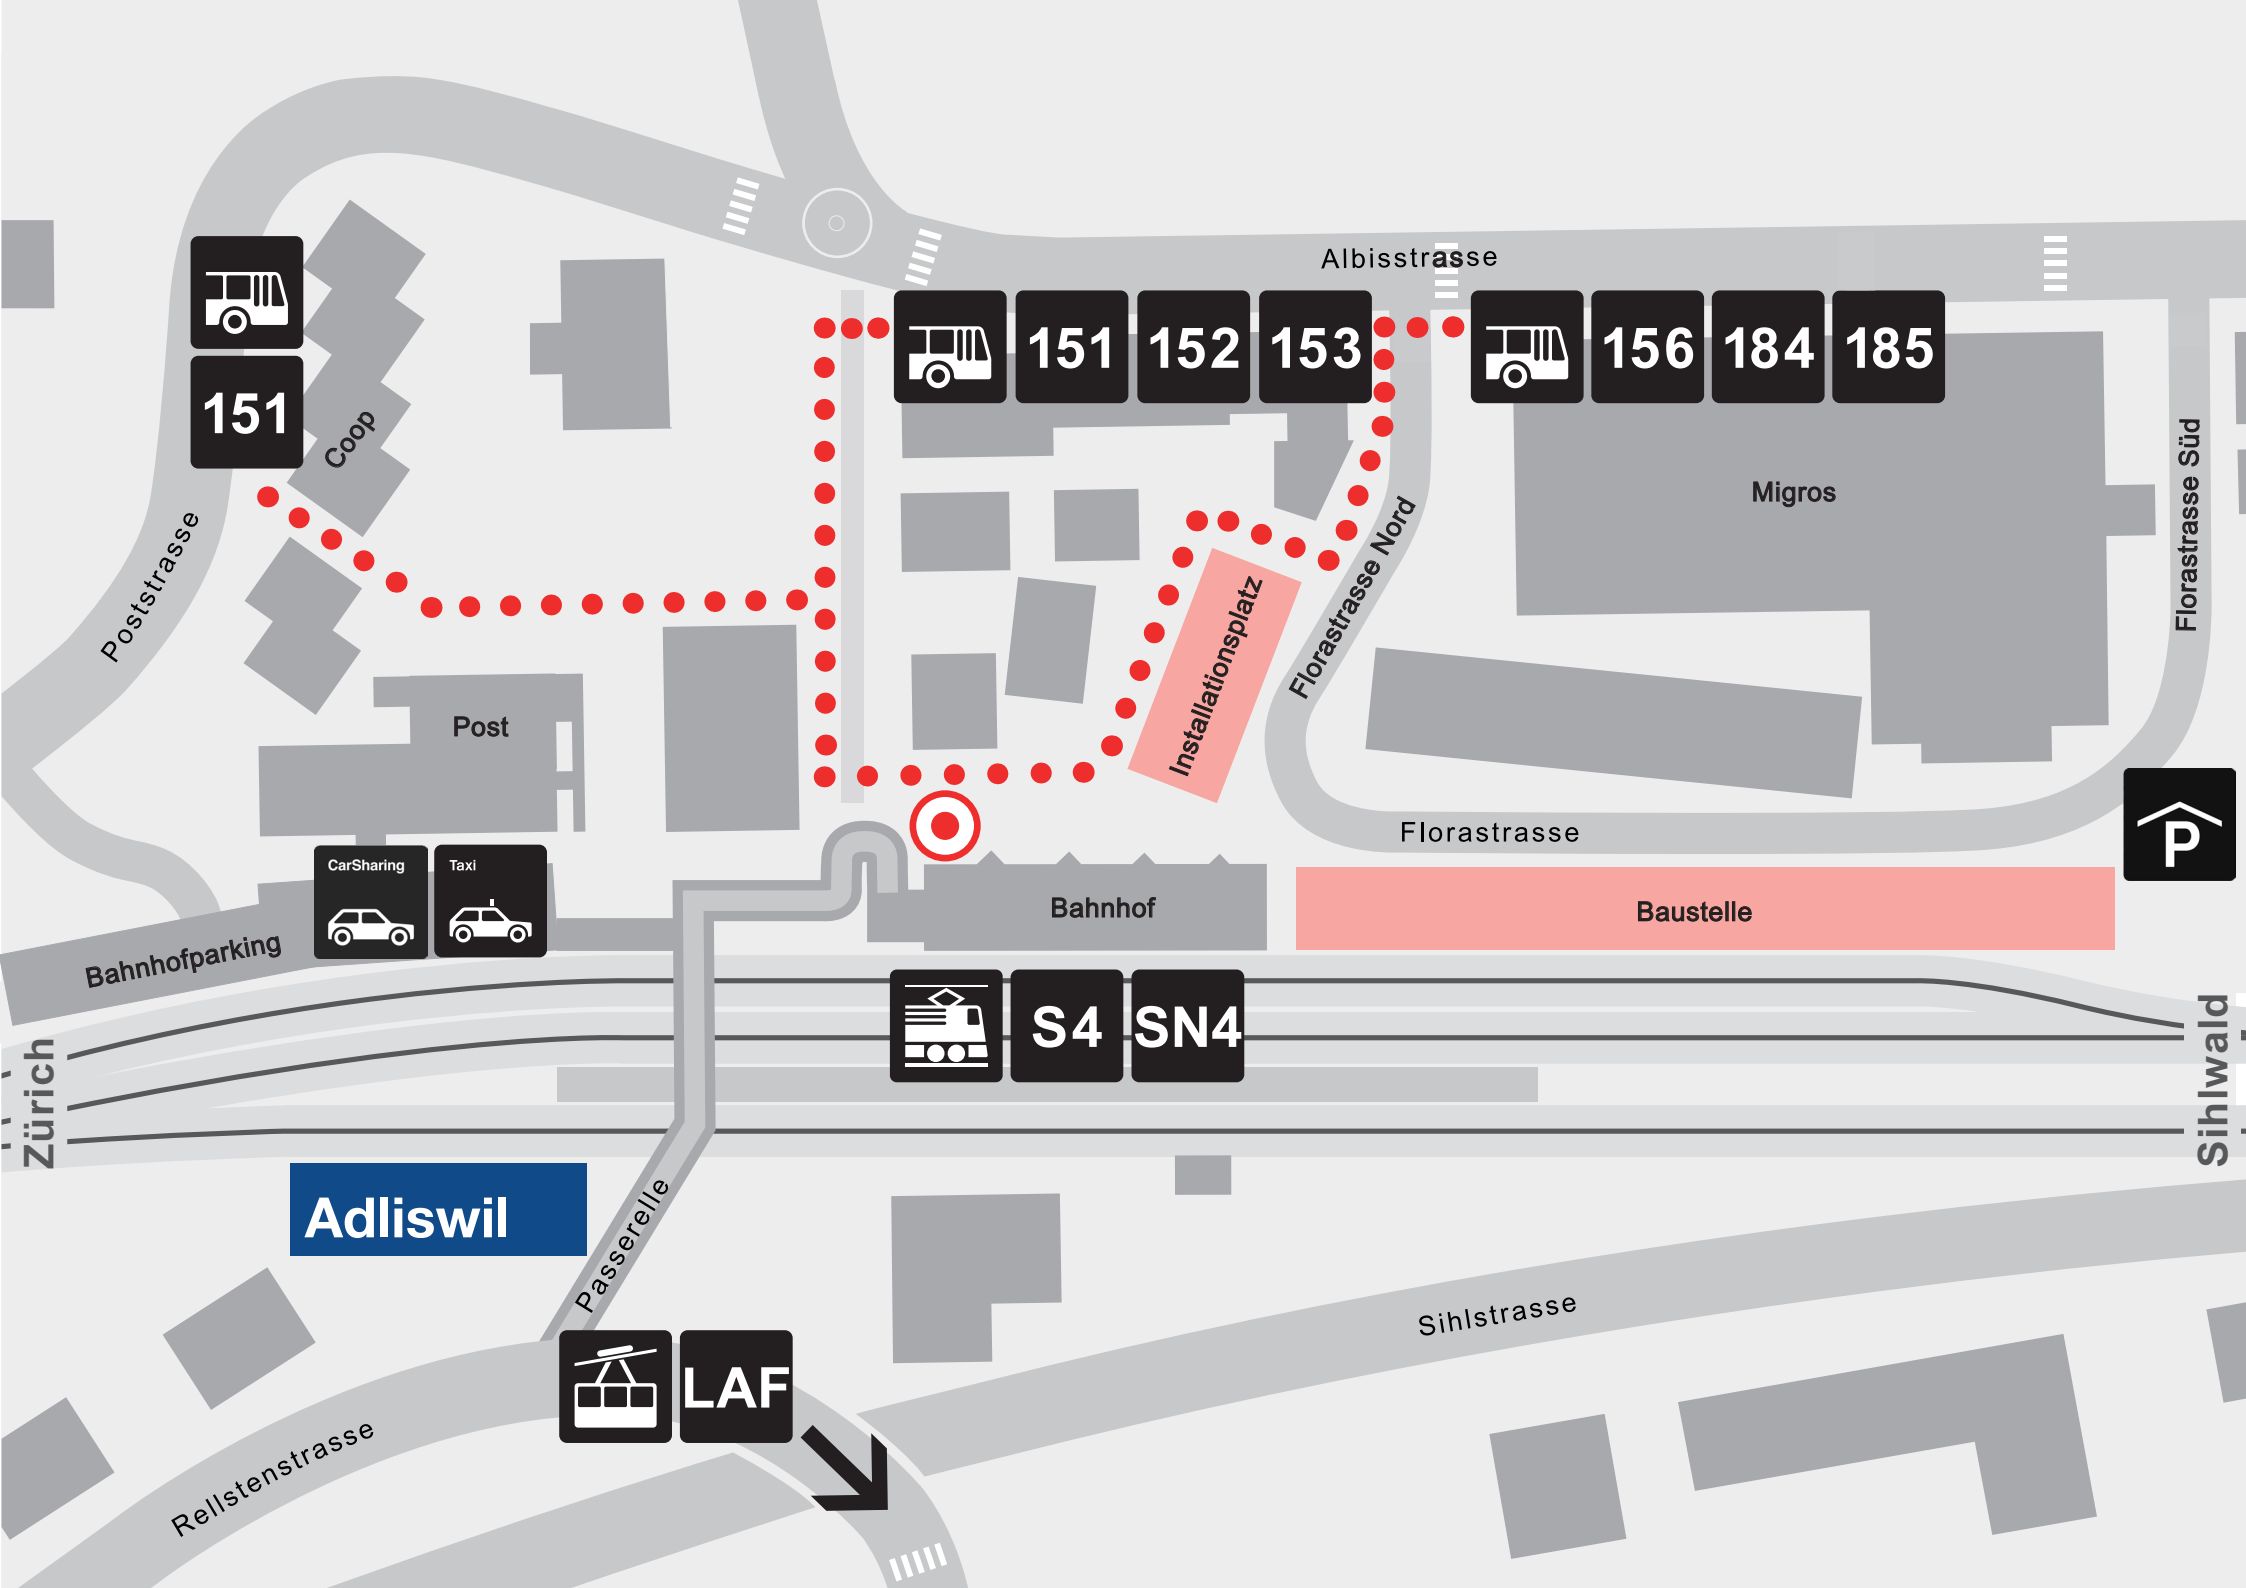 Albisstrasse
151
152
153
156
184
185
151
Coop
Poststrasse
Migros
Florastrasse Süd
Florastrasse Nord
Installationsplatz
Post
Florastrasse
P
CarSharing
Taxi
Bahnhof
Baustelle
Bahnhofparking
S4
SN4
Zürich
Sihlwald
Adliswil
Passerelle
Sihlstrasse
LAF
Rellstenstrasse